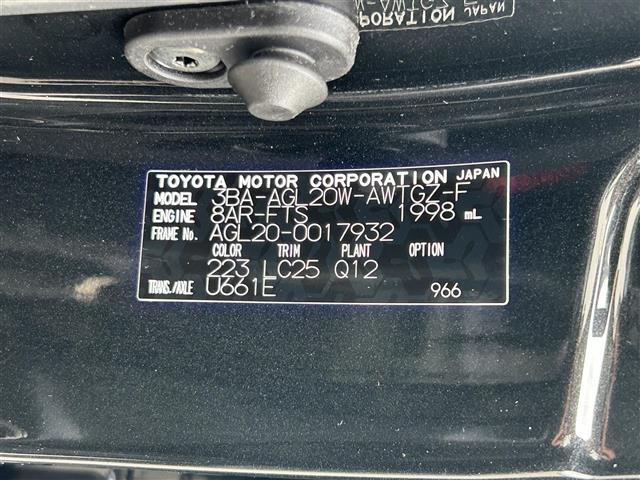 TOYOTA MOTOR CORPORATION JAPAN
MODEL 3BA-AGL20W-AWTGZ-F
ENGINE 8AR-FTS 1998 mL
FRAME No. AGL20-0017932
COLOR TRIM PLANT OPTION
223 LC25 Q12
TRANS./AXLE U661E 966